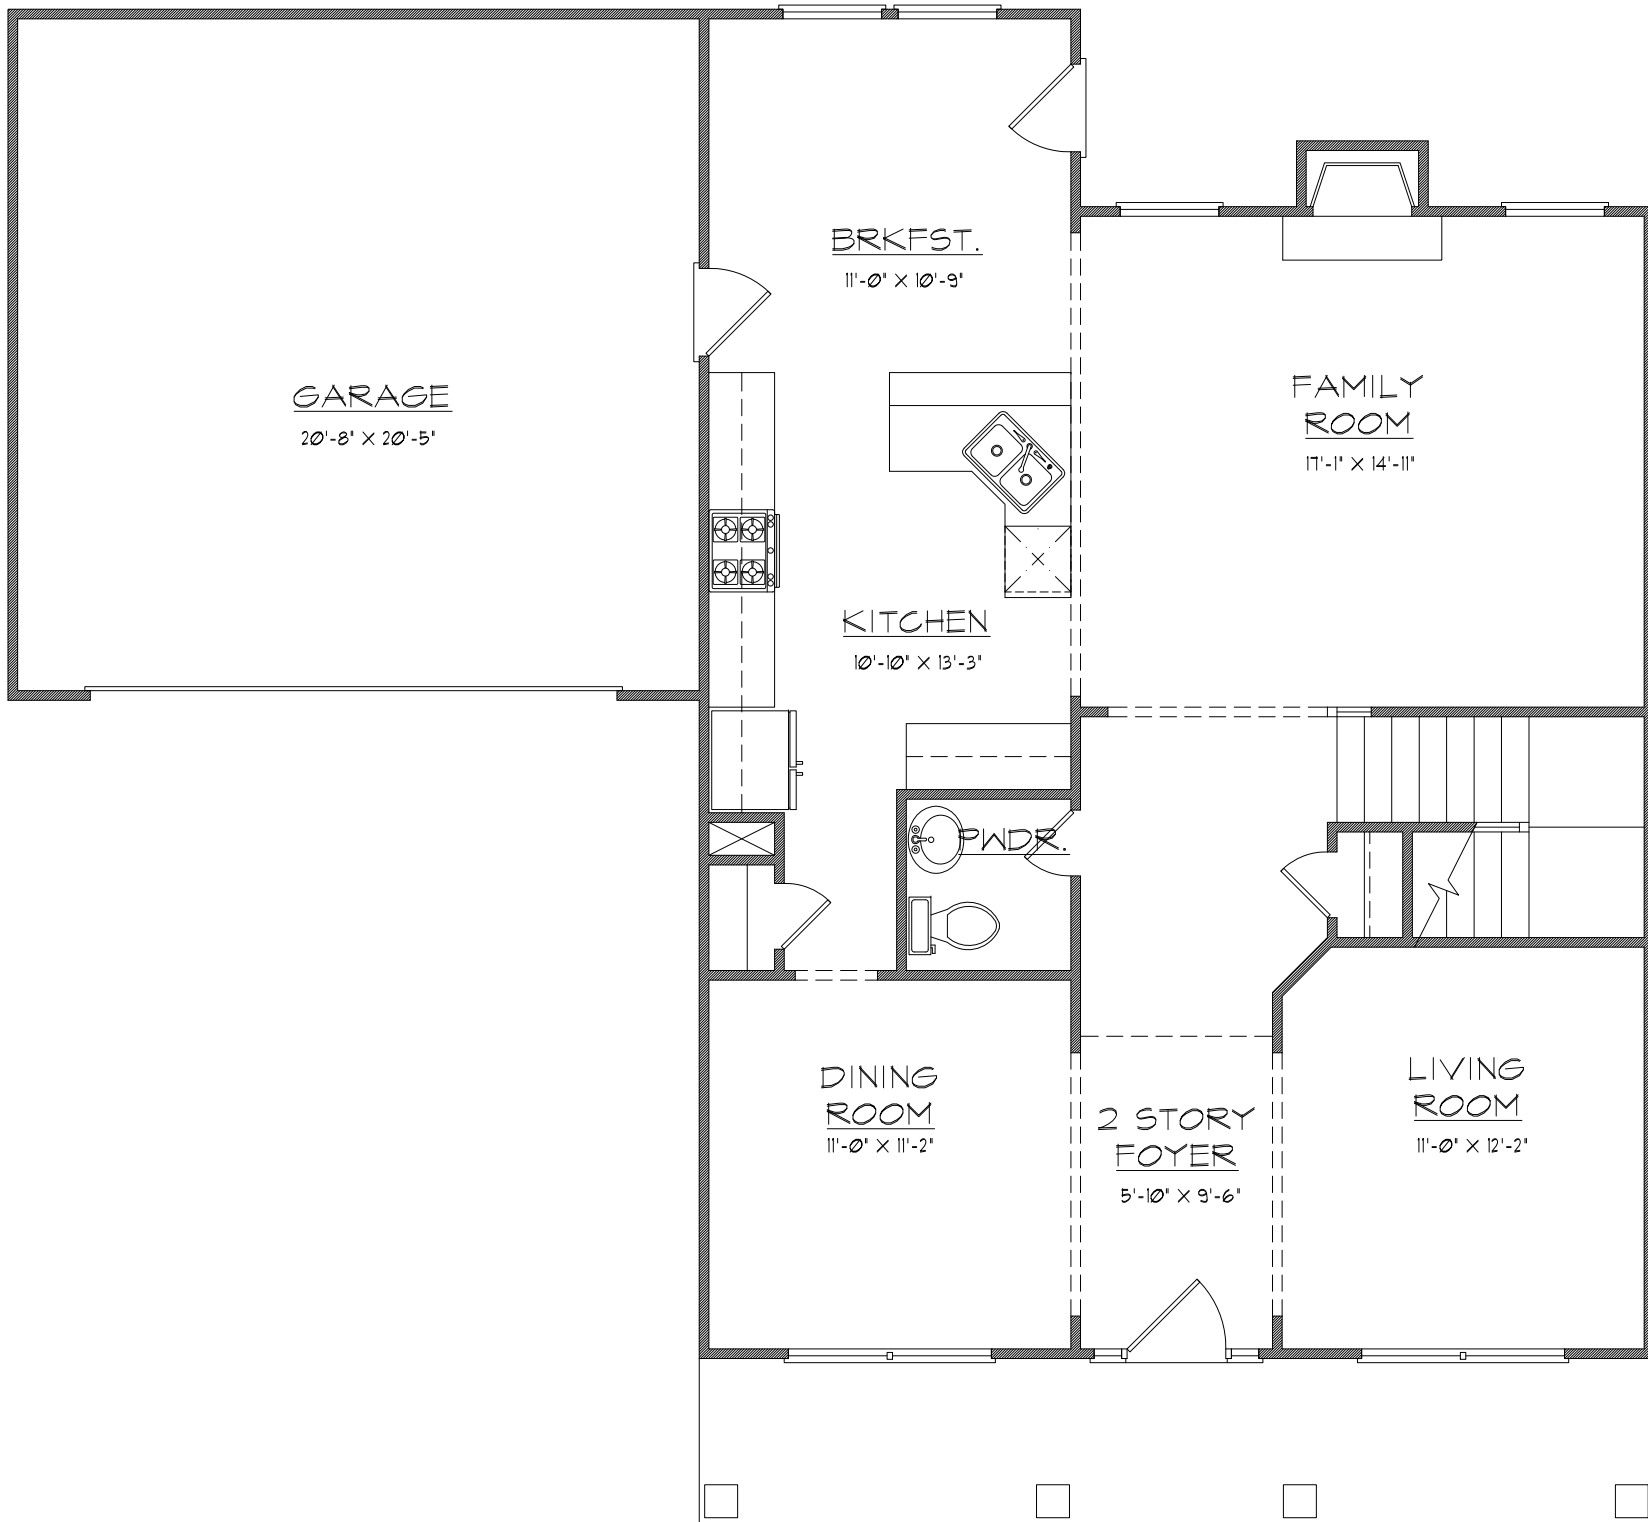 BRKFST.
11'-0" X 10'-9"
GARAGE
20'-8" X 20'-5"
FAMILY
ROOM
17'-1" X 14'-11"
KITCHEN
10'-10" X 13'-3"
PWDR.
DINING
ROOM
11'-0" X 11'-2"
2 STORY
FOYER
5'-10" X 9'-6"
LIVING
ROOM
11'-0" X 12'-2"